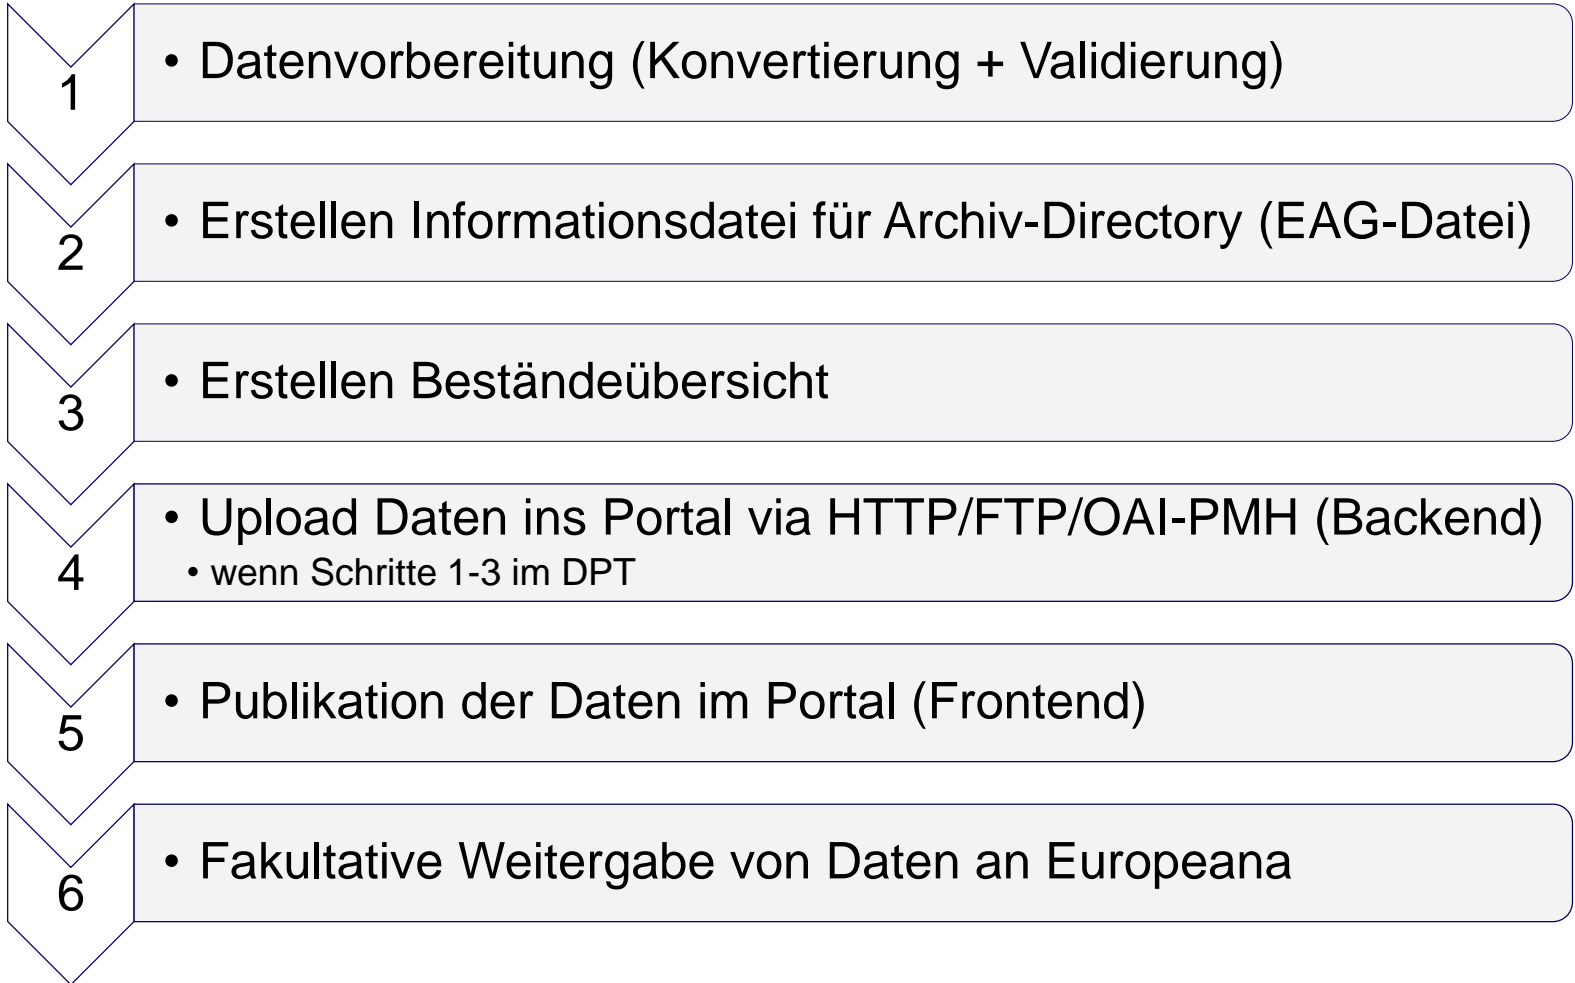 1
• Datenvorbereitung (Konvertierung + Validierung)
2
• Erstellen Informationsdatei für Archiv-Directory (EAG-Datei)
3
• Erstellen Beständeübersicht
4
• Upload Daten ins Portal via HTTP/FTP/OAI-PMH (Backend)
• wenn Schritte 1-3 im DPT
5
• Publikation der Daten im Portal (Frontend)
6
• Fakultative Weitergabe von Daten an Europeana